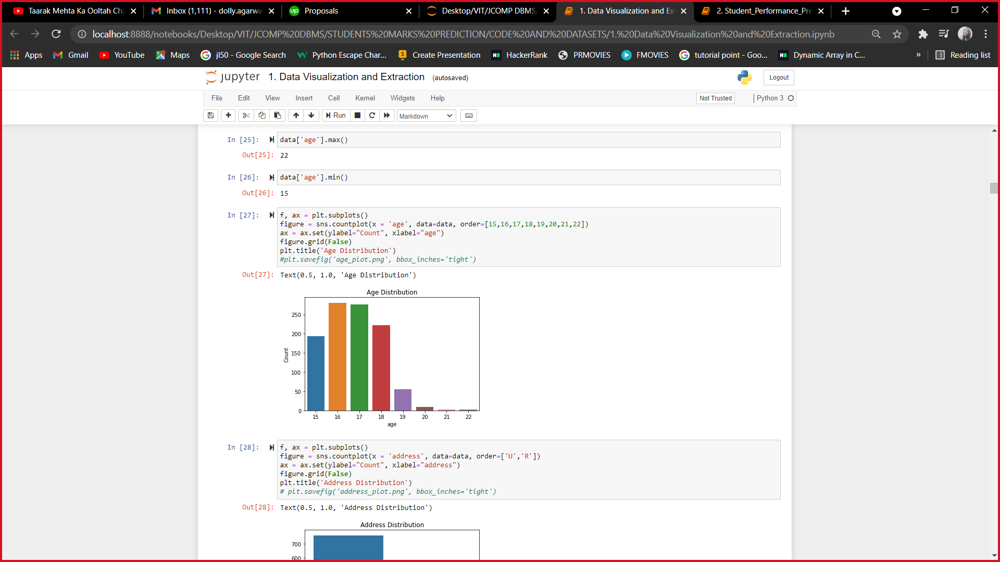 Taarak Mehta Ka Ooltah Cha
Inbox (1,111) - dolly.agarwa
Proposals
Desktop/VIT/JCOMP DBMS/
1. Data Visualization and Ex
2. Student_Performance_Pre
localhost:8888/notebooks/Desktop/VIT/JCOMP%20DBMS/STUDENTS%20MARKS%20PREDICTION/CODE%20AND%20DATASETS/1.%20Data%20Visualization%20and%20Extraction.ipynb
Apps Gmail YouTube Maps jl50 - Google Search Python Escape Char... Create Presentation HackerRank PRMOVIES FMOVIES tutorial point - Goo... Dynamic Array in C... » Reading list
jupyter 1. Data Visualization and Extraction (autosaved) Logout
File Edit View Insert Cell Kernel Widgets Help Not Trusted Python 3
Run Markdown
In [25]: data['age'].max()
Out[25]: 22
In [26]: data['age'].min()
Out[26]: 15
In [27]: f, ax = plt.subplots()
figure = sns.countplot(x = 'age', data=data, order=[15,16,17,18,19,20,21,22])
ax = ax.set(ylabel="Count", xlabel="age")
figure.grid(False)
plt.title('Age Distribution')
#plt.savefig('age_plot.png', bbox_inches='tight')
Out[27]: Text(0.5, 1.0, 'Age Distribution')
Age Distribution
250
200
150
100
50
0
Count
15 16 17 18 19 20 21 22
age
In [28]: f, ax = plt.subplots()
figure = sns.countplot(x = 'address', data=data, order=['U','R'])
ax = ax.set(ylabel="Count", xlabel="address")
figure.grid(False)
plt.title('Address Distribution')
# plt.savefig('address_plot.png', bbox_inches='tight')
Out[28]: Text(0.5, 1.0, 'Address Distribution')
Address Distribution
700
600